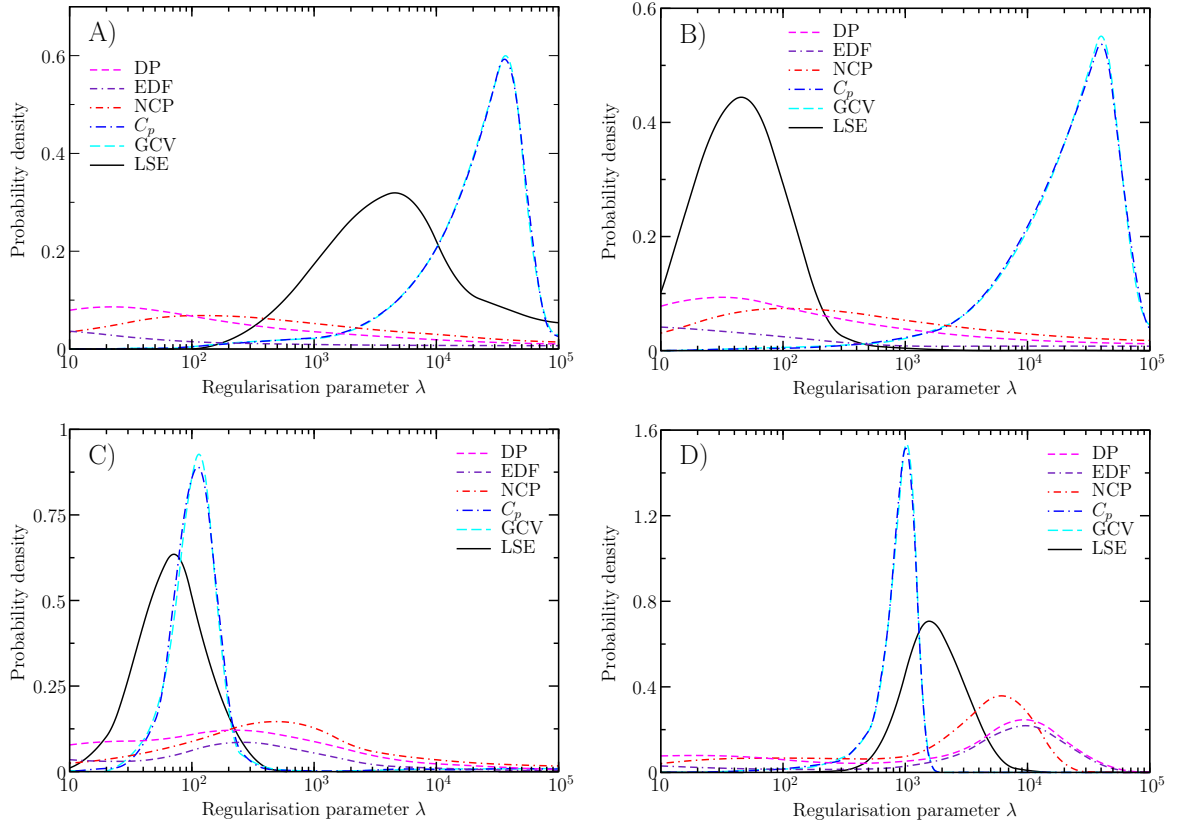 A)
DP
EDF
NCP
C_p
GCV
LSE
0
0.2
0.4
0.6
Probability density
10
10^2
10^3
10^4
10^5
Regularisation parameter λ
B)
DP
EDF
NCP
C_p
GCV
LSE
0
0.2
0.4
0.6
Probability density
10
10^2
10^3
10^4
10^5
Regularisation parameter λ
C)
DP
EDF
NCP
C_p
GCV
LSE
0
0.25
0.5
0.75
1
Probability density
10
10^2
10^3
10^4
10^5
Regularisation parameter λ
D)
DP
EDF
NCP
C_p
GCV
LSE
0
0.4
0.8
1.2
1.6
Probability density
10
10^2
10^3
10^4
10^5
Regularisation parameter λ